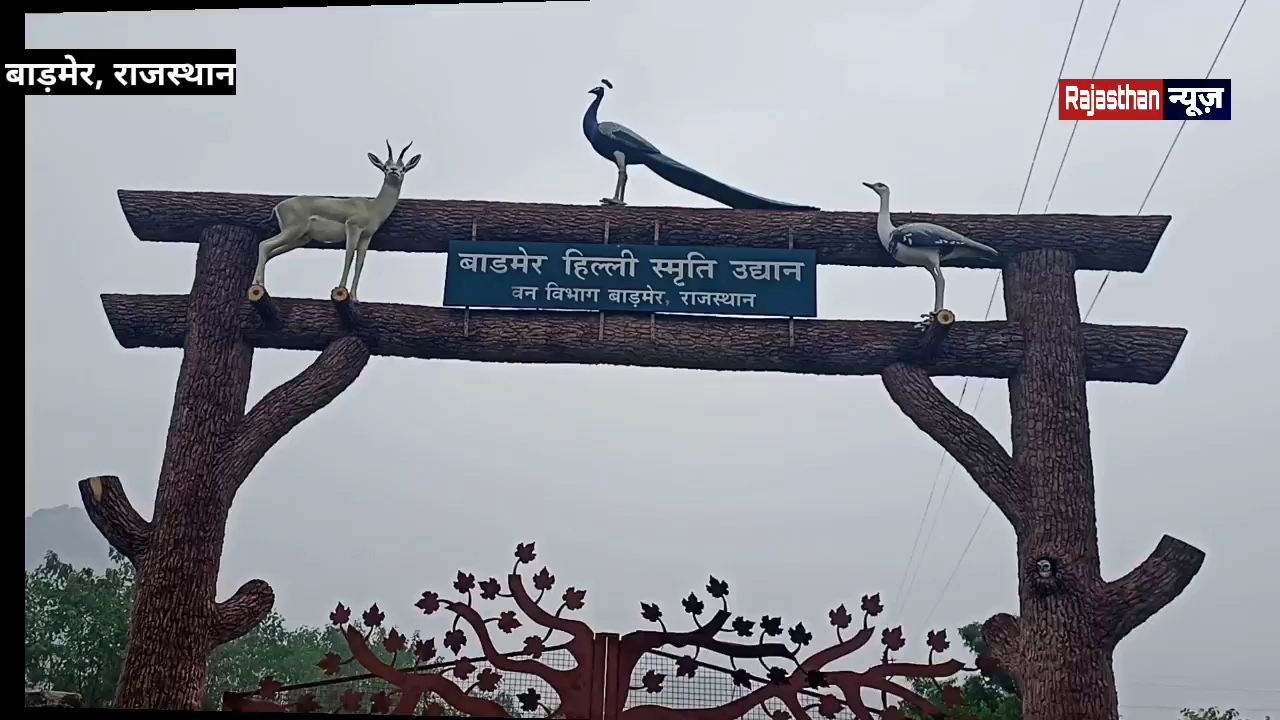 बाड़मेर, राजस्थान
Rajasthan न्यूज़
बाडमेर हिल्ली स्मृति उद्यान
वन विभाग बाड़मेर, राजस्थान